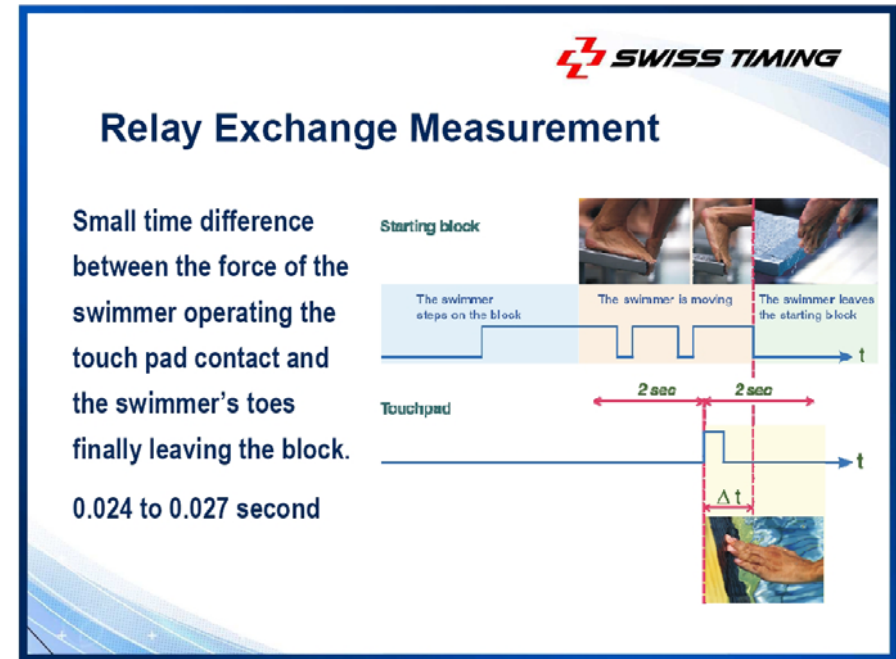 SWISS TIMING
Relay Exchange Measurement
Small time difference
between the force of the
swimmer operating the
touch pad contact and
the swimmer's toes
finally leaving the block.
0.024 to 0.027 second
Starting block
The swimmer
steps on the block
The swimmer is moving
The swimmer leaves
the starting block
t
2 sec
2 sec
Touchpad
t
Δ t